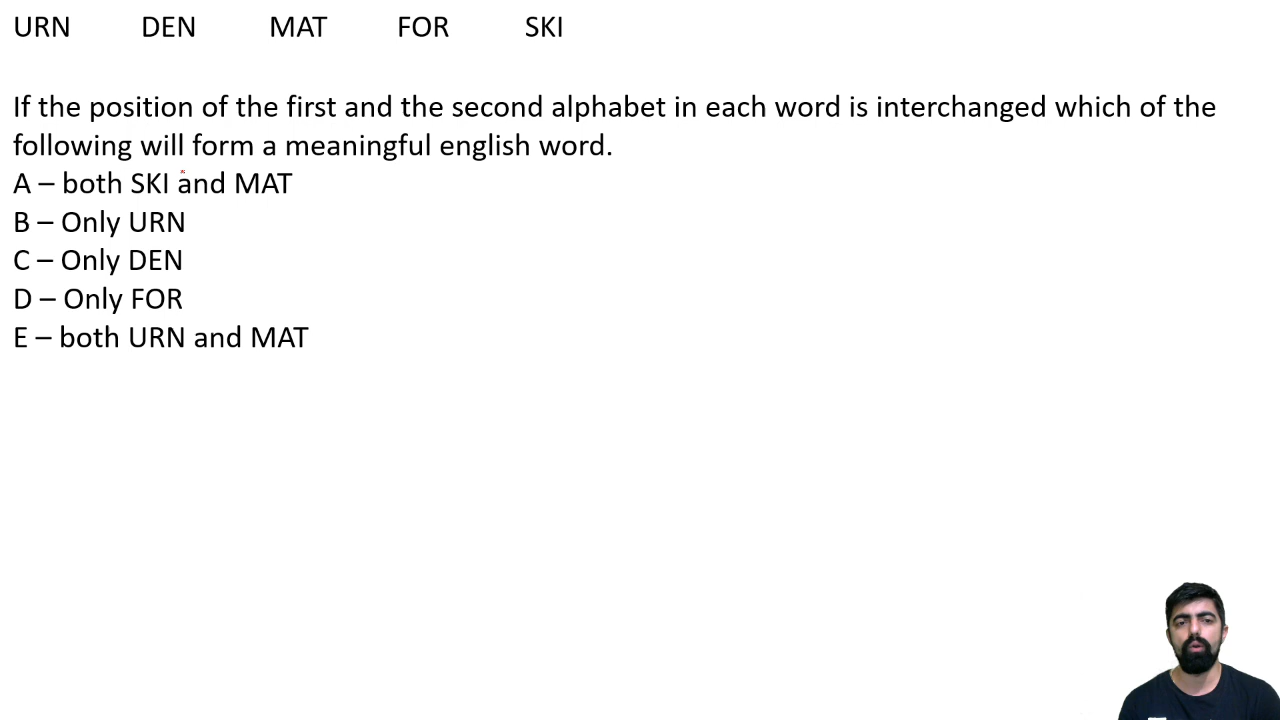 URN DEN MAT FOR SKI
If the position of the first and the second alphabet in each word is interchanged which of the
following will form a meaningful english word.
A – both SKI and MAT
B – Only URN
C – Only DEN
D – Only FOR
E – both URN and MAT